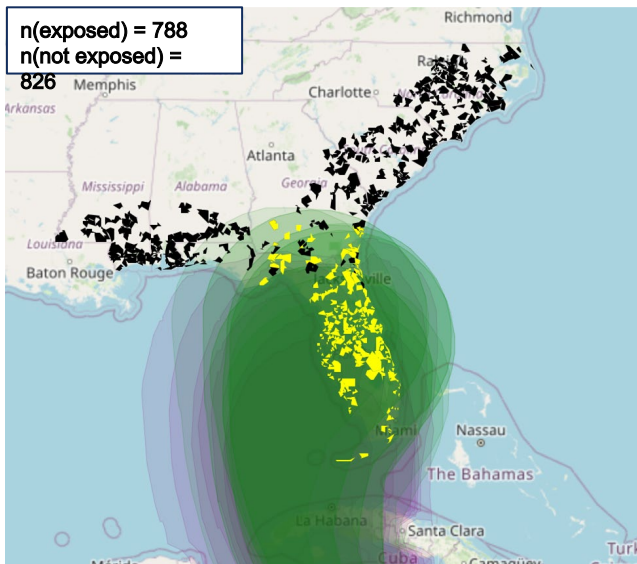 n(exposed) = 788
n(not exposed) =
826
Richmond
Memphis
Charlotte
Arkansas
Atlanta
Mississippi
Alabama
Georgia
Louisiana
Baton Rouge
Miami
Nassau
The Bahamas
La Habana
Santa Clara
Cuba
Camagüey